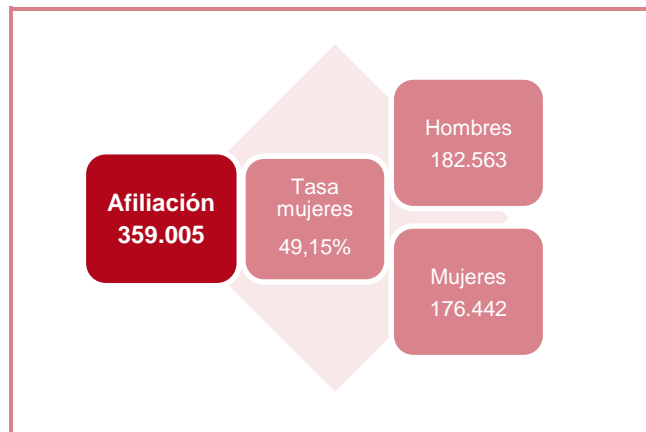 Afiliación
359.005
Tasa
mujeres
49,15%
Hombres
182.563
Mujeres
176.442